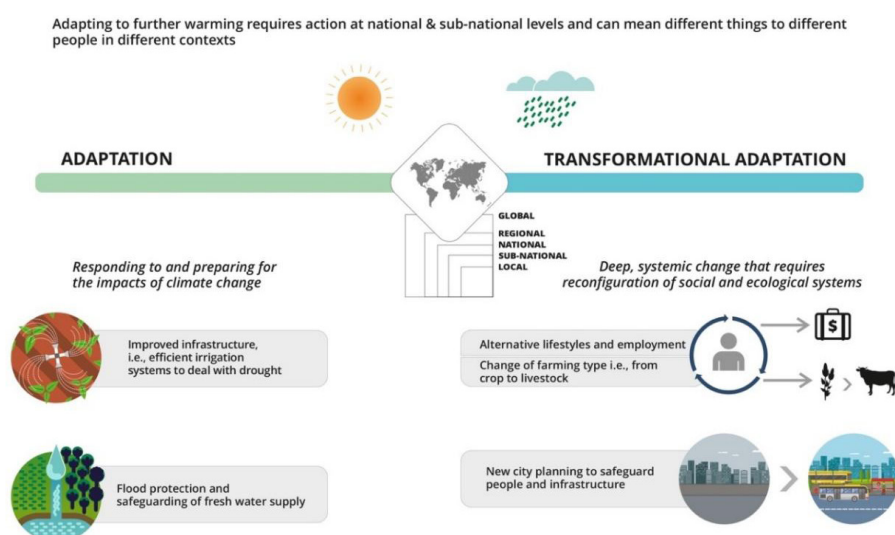 Adapting to further warming requires action at national & sub-national levels and can mean different things to different
people in different contexts
ADAPTATION
TRANSFORMATIONAL ADAPTATION
GLOBAL
REGIONAL
NATIONAL
SUB-NATIONAL
LOCAL
Responding to and preparing for
the impacts of climate change
Deep, systemic change that requires
reconfiguration of social and ecological systems
Improved infrastructure,
i.e., efficient irrigation
systems to deal with drought
Alternative lifestyles and employment
Change of farming type i.e., from
crop to livestock
$
Flood protection and
safeguarding of fresh water supply
New city planning to safeguard
people and infrastructure